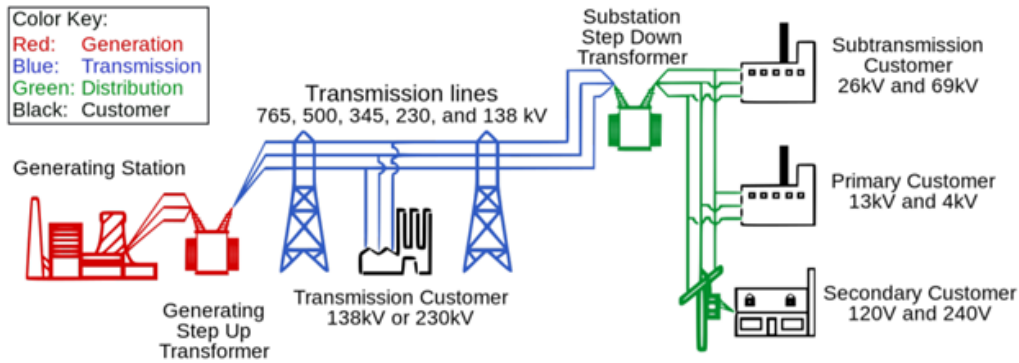 Color Key:
Red: Generation
Blue: Transmission
Green: Distribution
Black: Customer
Substation
Step Down
Transformer
Subtransmission
Customer
26kV and 69kV
Transmission lines
765, 500, 345, 230, and 138 kV
Generating Station
Primary Customer
13kV and 4kV
Transmission Customer
138kV or 230kV
Secondary Customer
120V and 240V
Generating
Step Up
Transformer